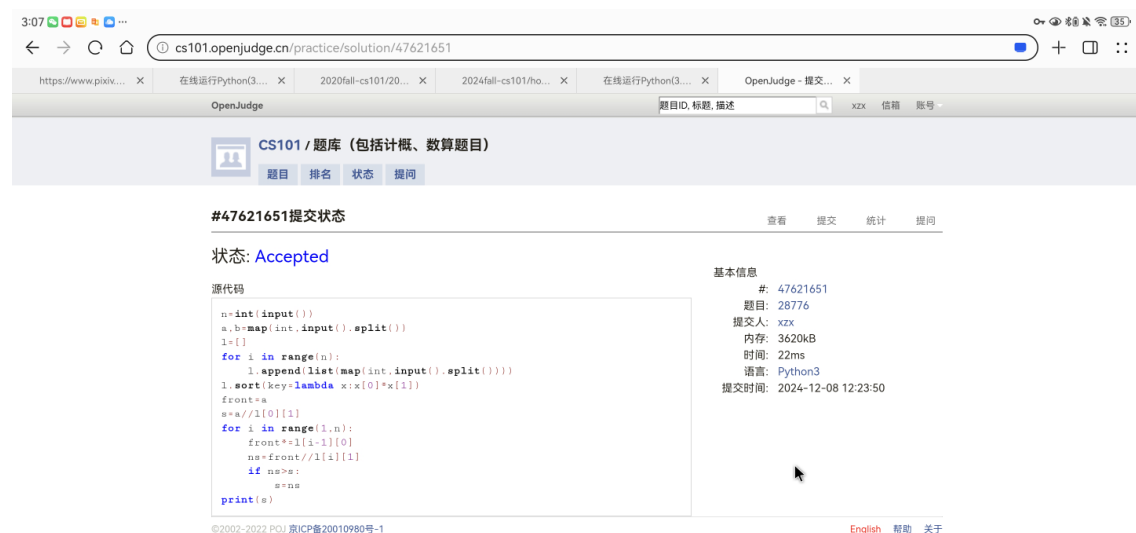 3:07 ··· 35
cs101.openjudge.cn/practice/solution/47621651
https://www.pixiv.... × 在线运行Python(3.... × 2020fall-cs101/20... × 2024fall-cs101/ho... × 在线运行Python(3.... × OpenJudge - 提交... ×
OpenJudge 题目ID, 标题, 描述 xzx 信箱 账号
CS101 / 题库（包括计概、数算题目）
题目 排名 状态 提问
#47621651提交状态 查看 提交 统计 提问
状态: Accepted
基本信息
源代码
#: 47621651
题目: 28776
提交人: xzx
内存: 3620kB
时间: 22ms
语言: Python3
提交时间: 2024-12-08 12:23:50
n=int(input())
a,b=map(int,input().split())
l=[]
for i in range(n):
    l.append(list(map(int,input().split())))
l.sort(key=lambda x:x[0]*x[1])
front=a
s=a//l[0][1]
for i in range(1,n):
    front*=l[i-1][0]
    ns=front//l[i][1]
    if ns>s:
        s=ns
print(s)
©2002-2022 POJ 京ICP备20010980号-1 English 帮助 关于